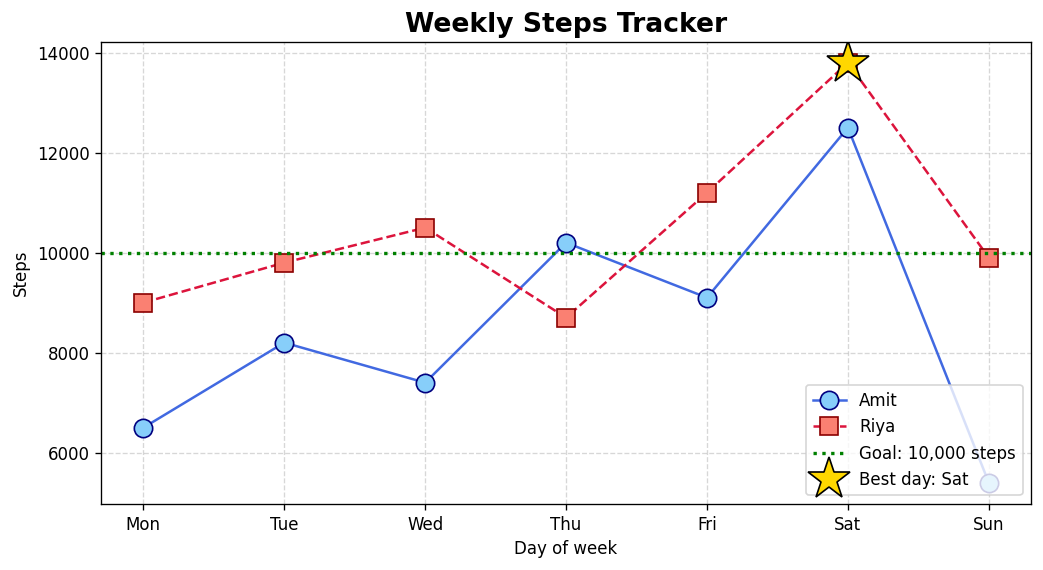 Weekly Steps Tracker
14000
12000
10000
8000
6000
Steps
Mon Tue Wed Thu Fri Sat Sun
Day of week
Amit
Riya
Goal: 10,000 steps
Best day: Sat